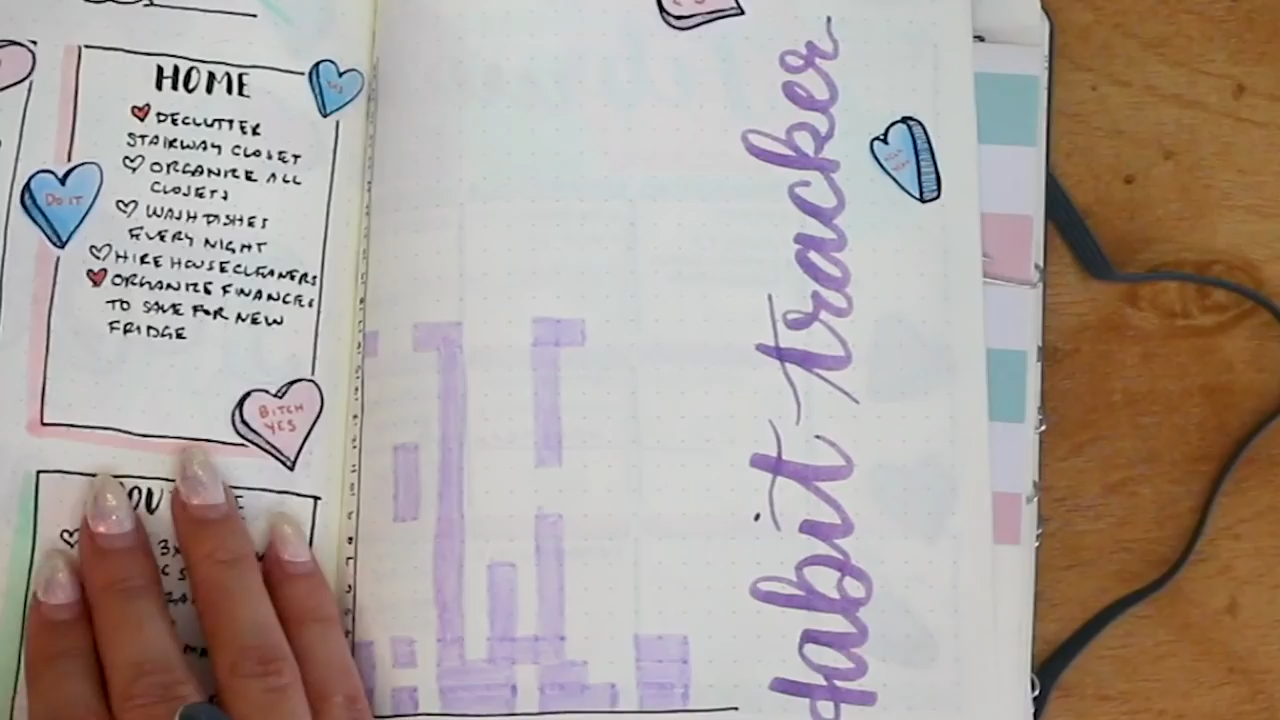 HOME
DECLUTTER
STAIRWAY CLOSET
ORGANIZE ALL
CLOSETS
WASH DISHES
EVERY NIGHT
HIRE HOUSECLEANERS
ORGANIZE FINANCES
TO SAVE FOR NEW
FRIDGE
DO IT
BITCH
YES
3X
Habit tracker